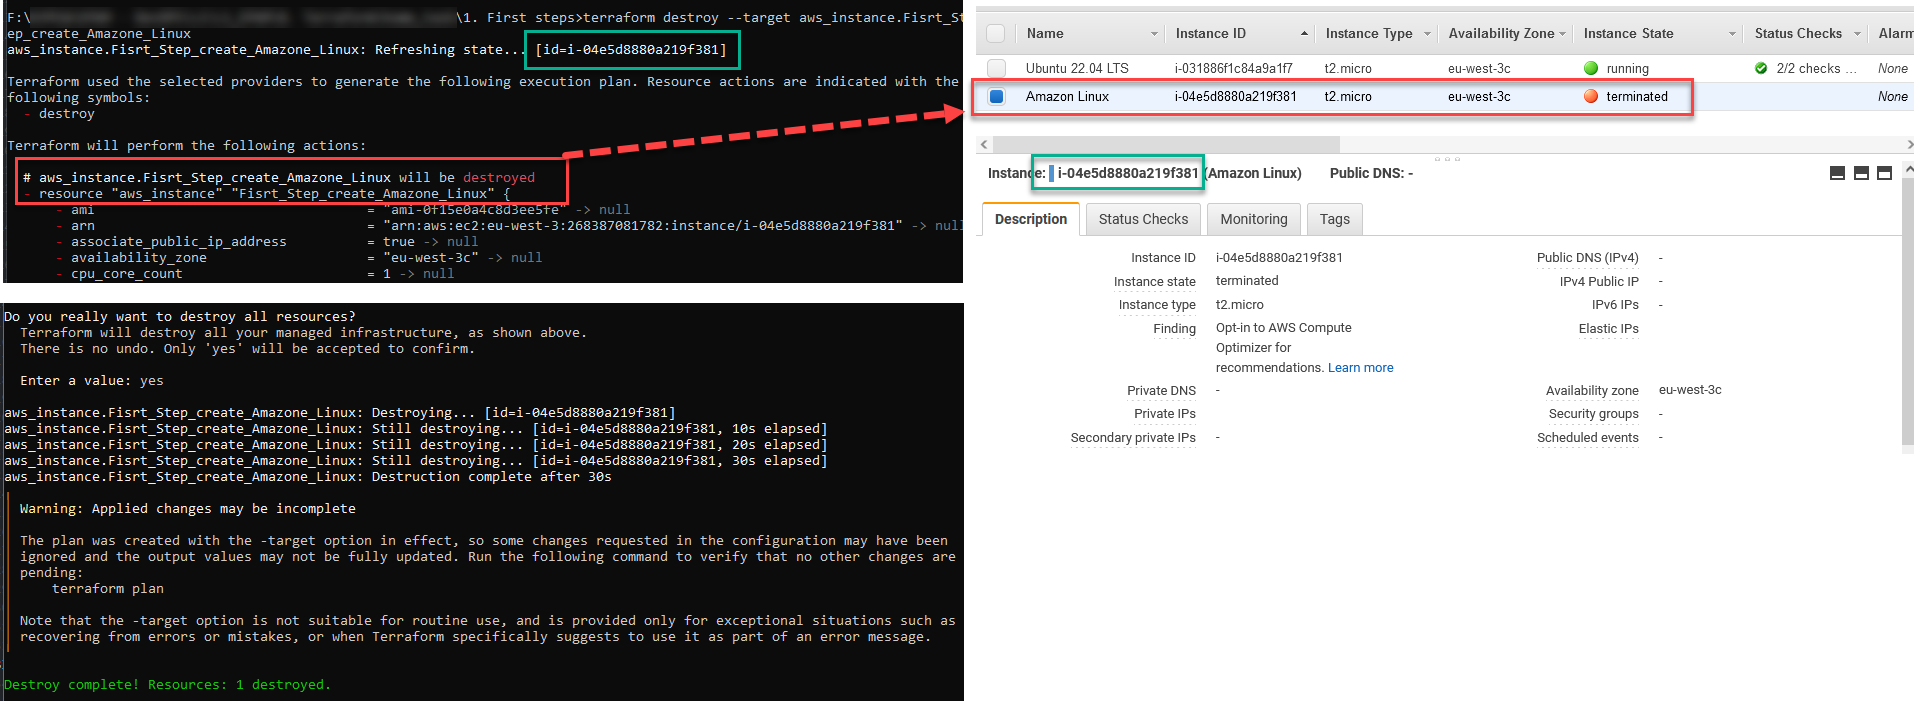 F:\ \1. First steps>terraform destroy --target aws_instance.Fisrt_St
ep_create_Amazone_Linux
aws_instance.Fisrt_Step_create_Amazone_Linux: Refreshing state... [id=i-04e5d8880a219f381]
Terraform used the selected providers to generate the following execution plan. Resource actions are indicated with the
following symbols:
- destroy
Terraform will perform the following actions:
# aws_instance.Fisrt_Step_create_Amazone_Linux will be destroyed
- resource "aws_instance" "Fisrt_Step_create_Amazone_Linux" {
- ami = "ami-0f15e0a4c8d3ee5fe" -> null
- arn = "arn:aws:ec2:eu-west-3:268387081782:instance/i-04e5d8880a219f381" -> null
- associate_public_ip_address = true -> null
- availability_zone = "eu-west-3c" -> null
- cpu_core_count = 1 -> null
Do you really want to destroy all resources?
Terraform will destroy all your managed infrastructure, as shown above.
There is no undo. Only 'yes' will be accepted to confirm.
Enter a value: yes
aws_instance.Fisrt_Step_create_Amazone_Linux: Destroying... [id=i-04e5d8880a219f381]
aws_instance.Fisrt_Step_create_Amazone_Linux: Still destroying... [id=i-04e5d8880a219f381, 10s elapsed]
aws_instance.Fisrt_Step_create_Amazone_Linux: Still destroying... [id=i-04e5d8880a219f381, 20s elapsed]
aws_instance.Fisrt_Step_create_Amazone_Linux: Still destroying... [id=i-04e5d8880a219f381, 30s elapsed]
aws_instance.Fisrt_Step_create_Amazone_Linux: Destruction complete after 30s
Warning: Applied changes may be incomplete
The plan was created with the -target option in effect, so some changes requested in the configuration may have been
ignored and the output values may not be fully updated. Run the following command to verify that no other changes are
pending:
terraform plan
Note that the -target option is not suitable for routine use, and is provided only for exceptional situations such as
recovering from errors or mistakes, or when Terraform specifically suggests to use it as part of an error message.
Destroy complete! Resources: 1 destroyed.
Name Instance ID Instance Type Availability Zone Instance State Status Checks Alarm
Ubuntu 22.04 LTS i-031886f1c84a9a1f7 t2.micro eu-west-3c running 2/2 checks ... None
Amazon Linux i-04e5d8880a219f381 t2.micro eu-west-3c terminated None
Instance: i-04e5d8880a219f381 (Amazon Linux) Public DNS: -
Description Status Checks Monitoring Tags
Instance ID i-04e5d8880a219f381 Public DNS (IPv4) -
Instance state terminated IPv4 Public IP -
Instance type t2.micro IPv6 IPs -
Finding Opt-in to AWS Compute Elastic IPs
Optimizer for
recommendations. Learn more
Private DNS - Availability zone eu-west-3c
Private IPs Security groups -
Secondary private IPs - Scheduled events -